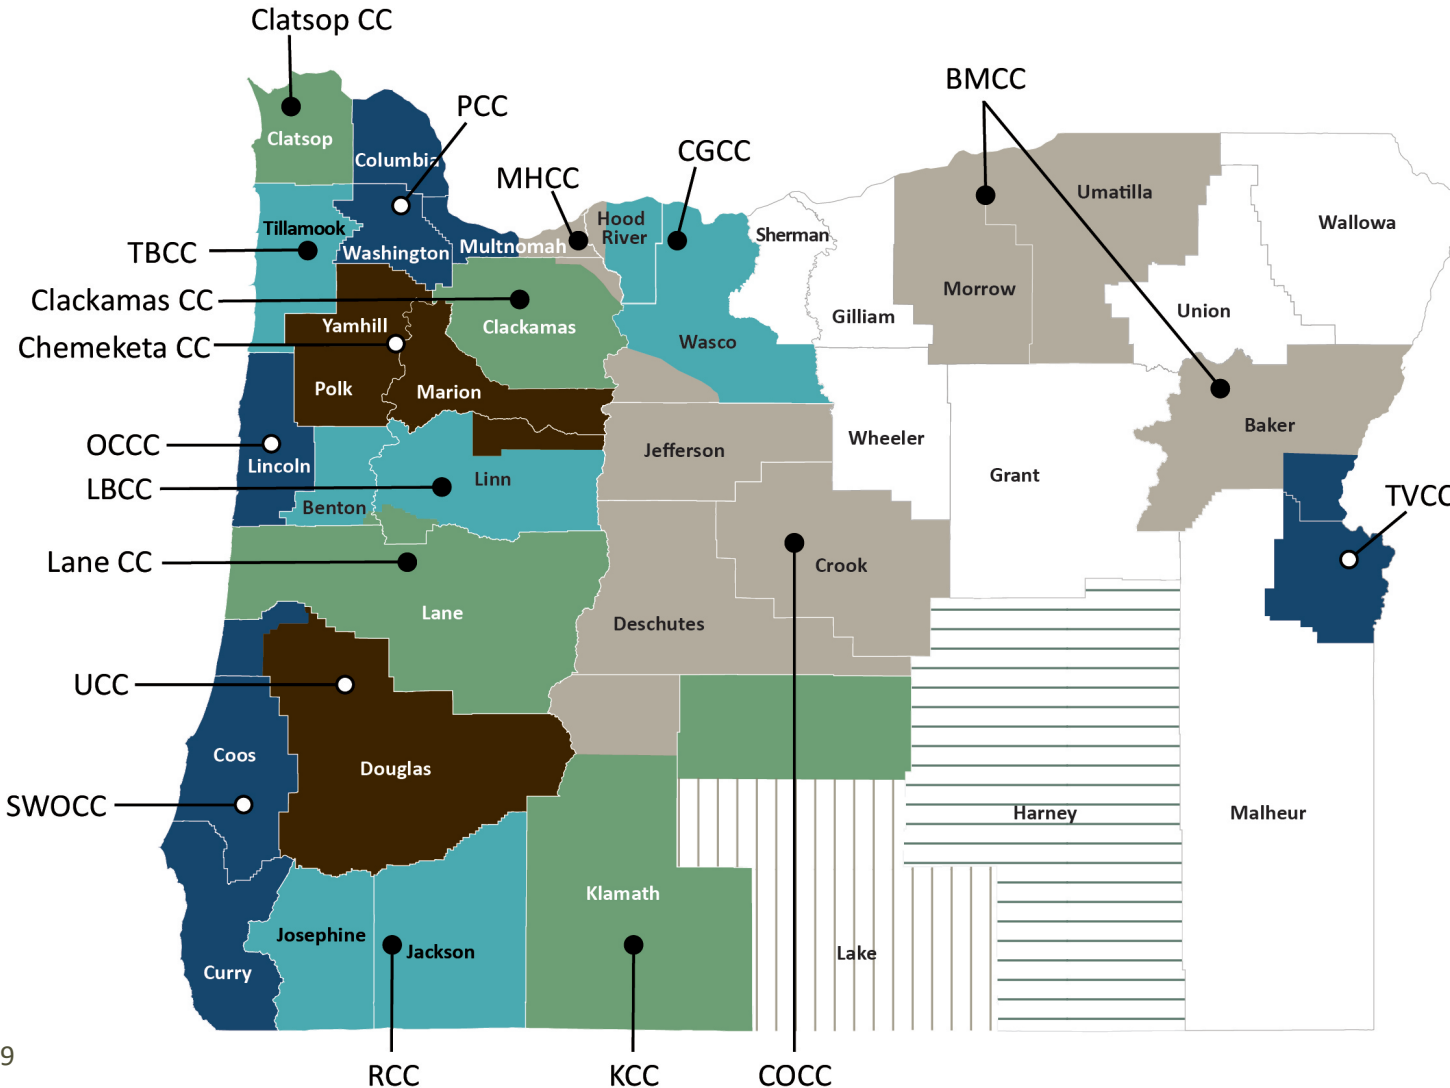 Clatsop CC
BMCC
PCC
Clatsop
CGCC
Columbia
MHCC
Umatilla
Hood
River
Wallowa
Tillamook
Sherman
Multnomah
TBCC
Washington
Morrow
Clackamas CC
Union
Gilliam
Yamhill
Clackamas
Wasco
Chemeketa CC
Polk
Marion
Baker
Wheeler
OCCC
Jefferson
Lincoln
Grant
Linn
LBCC
TVCC
Benton
Lane CC
Crook
Lane
Deschutes
UCC
Coos
Douglas
SWOCC
Harney
Malheur
Klamath
Josephine
Jackson
Lake
Curry
9
RCC
KCC
COCC